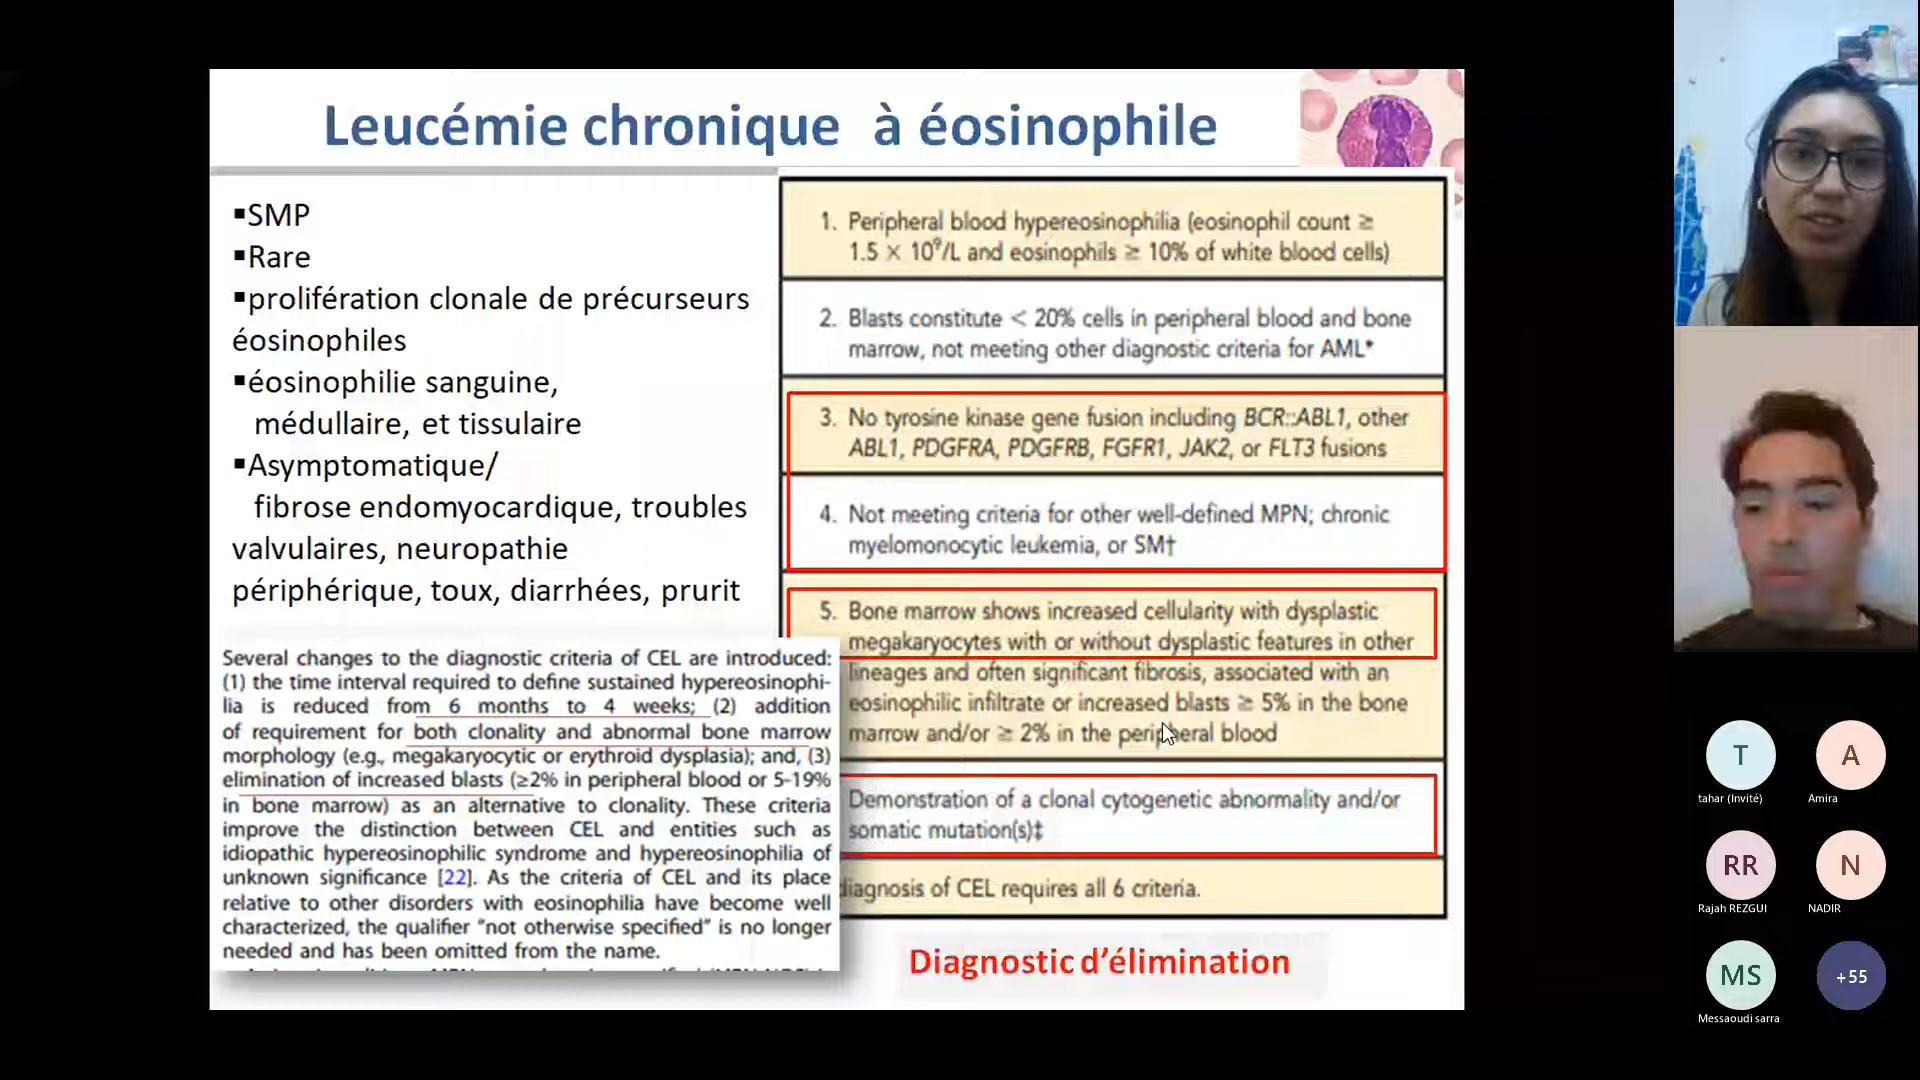 Leucémie chronique à éosinophile
▪SMP
▪Rare
▪prolifération clonale de précurseurs
éosinophiles
▪éosinophilie sanguine,
médullaire, et tissulaire
▪Asymptomatique/
fibrose endomyocardique, troubles
valvulaires, neuropathie
périphérique, toux, diarrhées, prurit
Several changes to the diagnostic criteria of CEL are introduced:
(1) the time interval required to define sustained hypereosinophi-
lia is reduced from 6 months to 4 weeks; (2) addition
of requirement for both clonality and abnormal bone marrow
morphology (e.g., megakaryocytic or erythroid dysplasia); and, (3)
elimination of increased blasts (≥2% in peripheral blood or 5-19%
in bone marrow) as an alternative to clonality. These criteria
improve the distinction between CEL and entities such as
idiopathic hypereosinophilic syndrome and hypereosinophilia of
unknown significance [22]. As the criteria of CEL and its place
relative to other disorders with eosinophilia have become well
characterized, the qualifier "not otherwise specified" is no longer
needed and has been omitted from the name.
1. Peripheral blood hypereosinophilia (eosinophil count ≥
1.5 × 10⁹/L and eosinophils ≥ 10% of white blood cells)
2. Blasts constitute < 20% cells in peripheral blood and bone
marrow, not meeting other diagnostic criteria for AML*
3. No tyrosine kinase gene fusion including BCR::ABL1, other
ABL1, PDGFRA, PDGFRB, FGFR1, JAK2, or FLT3 fusions
4. Not meeting criteria for other well-defined MPN; chronic
myelomonocytic leukemia, or SM†
5. Bone marrow shows increased cellularity with dysplastic
megakaryocytes with or without dysplastic features in other
lineages and often significant fibrosis, associated with an
eosinophilic infiltrate or increased blasts ≥ 5% in the bone
marrow and/or ≥ 2% in the peripheral blood
Demonstration of a clonal cytogenetic abnormality and/or
somatic mutation(s)‡
diagnosis of CEL requires all 6 criteria.
Diagnostic d'élimination
T
tahar (Invité)
A
Amira
RR
Rajah REZGUI
N
NADIR
MS
Messaoudi sarra
+55